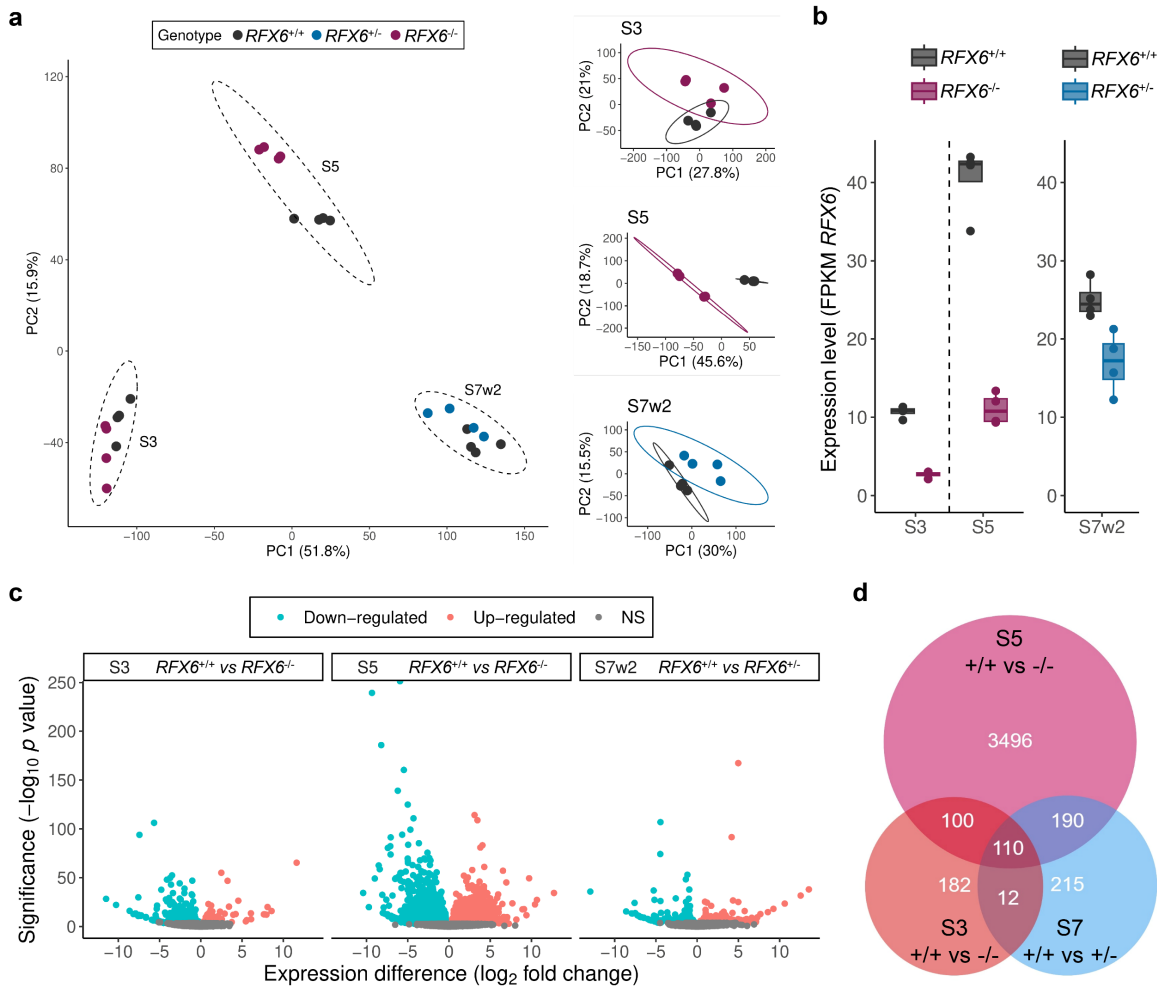 a
Genotype RFX6+/+ RFX6+/- RFX6-/-
120
80
40
0
−40
−100 −50 0 50 100 150
PC2 (15.9%)
PC1 (51.8%)
S5
S3
S7w2
S3
100
50
0
−50
−200 −100 0 100 200
PC2 (21%)
PC1 (27.8%)
S5
200
100
0
−100
−200
−150 −100 −50 0 50
PC2 (18.7%)
PC1 (45.6%)
S7w2
100
50
0
−50
−100
−100 0 100
PC2 (15.5%)
PC1 (30%)
b
RFX6+/+
RFX6-/-
RFX6+/+
RFX6+/-
Expression level (FPKM RFX6)
40
30
20
10
0
S3 S5
40
30
20
10
0
S7w2
c
Down−regulated Up−regulated NS
S3 RFX6+/+ vs RFX6-/-
S5 RFX6+/+ vs RFX6-/-
S7w2 RFX6+/+ vs RFX6+/-
Significance (−log10 p value)
250
200
150
100
50
0
−10 −5 0 5 10
−10 −5 0 5 10
−10 −5 0 5 10
Expression difference (log2 fold change)
d
S5
+/+ vs -/-
3496
100
190
110
182
12
215
S3
+/+ vs -/-
S7
+/+ vs +/-